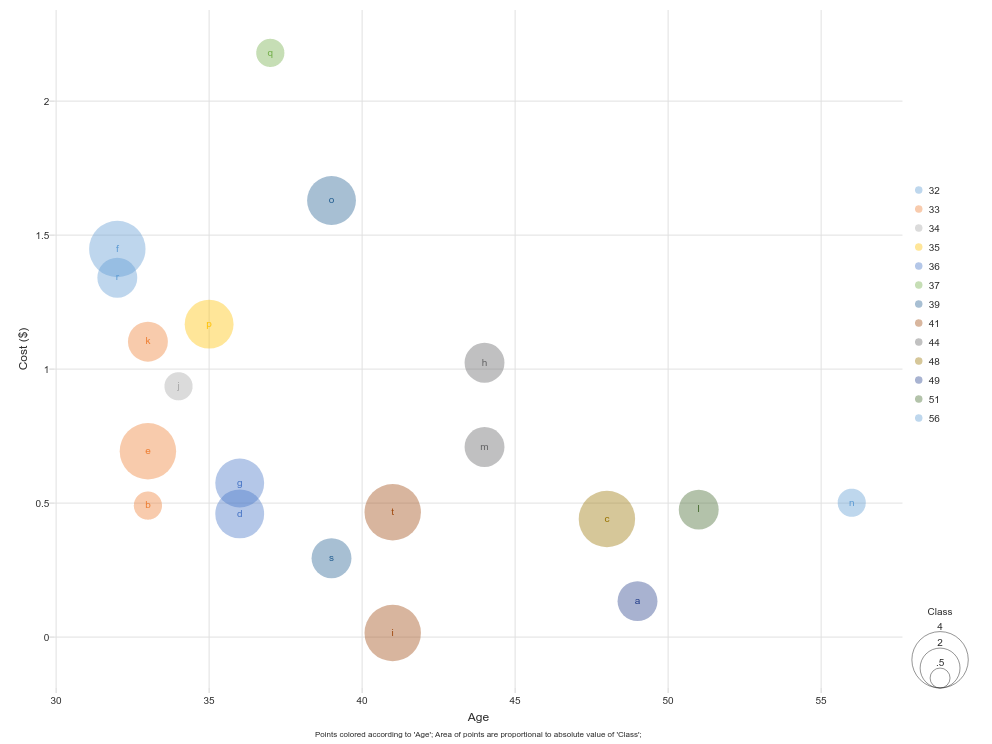 q
2
o
1.5
f
r
p
k
h
1
j
m
e
g
b
0.5
d
t
c
l
n
s
a
i
0
30
35
40
45
50
55
Age
Cost ($)
32
33
34
35
36
37
39
41
44
48
49
51
56
Class
4
2
.5
Points colored according to 'Age'; Area of points are proportional to absolute value of 'Class';